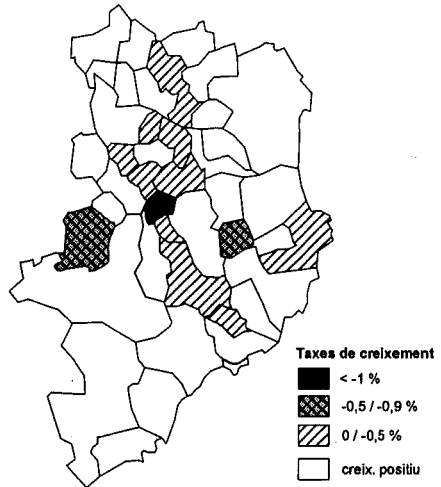 Taxes de creixement
< -1 %
-0,5 / -0,9 %
0 / -0,5 %
creix. positiu